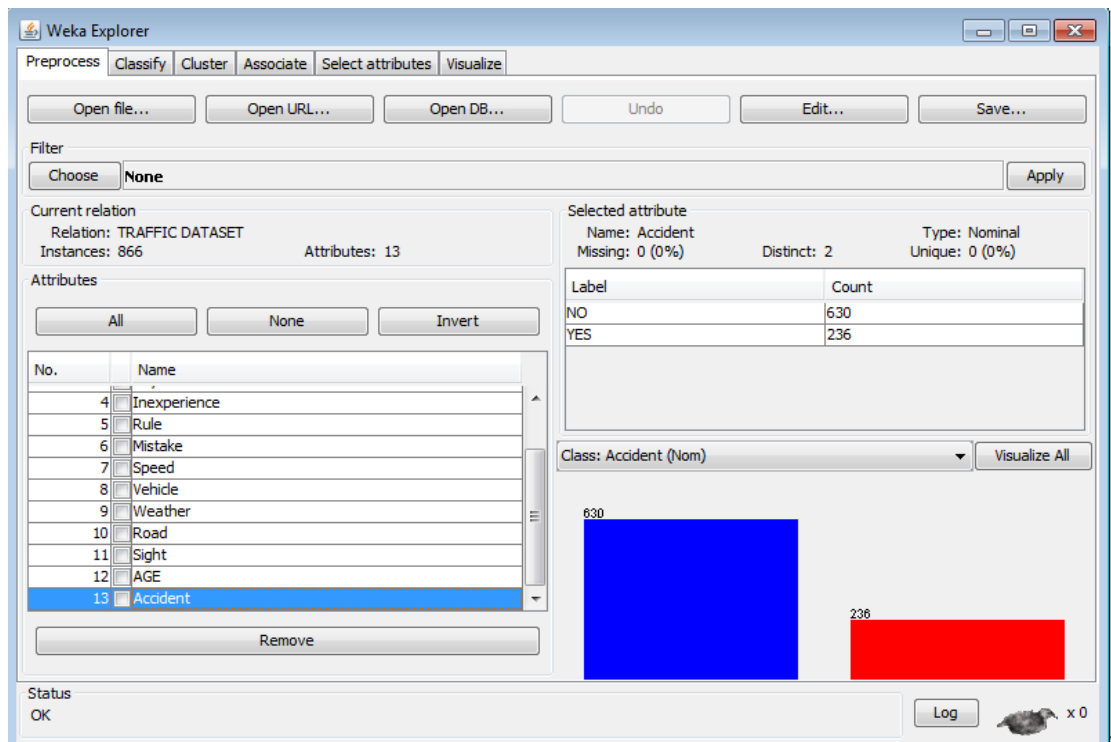 Weka Explorer
Preprocess Classify Cluster Associate Select attributes Visualize
Open file... Open URL... Open DB... Undo Edit... Save...
Filter
Choose None Apply
Current relation
Relation: TRAFFIC DATASET
Instances: 866 Attributes: 13
Attributes
All None Invert
No. Name
4 Inexperience
5 Rule
6 Mistake
7 Speed
8 Vehicle
9 Weather
10 Road
11 Sight
12 AGE
13 Accident
Remove
Selected attribute
Name: Accident Type: Nominal
Missing: 0 (0%) Distinct: 2 Unique: 0 (0%)
Label Count
NO 630
YES 236
Class: Accident (Nom) Visualize All
630
236
Status
OK
Log x 0